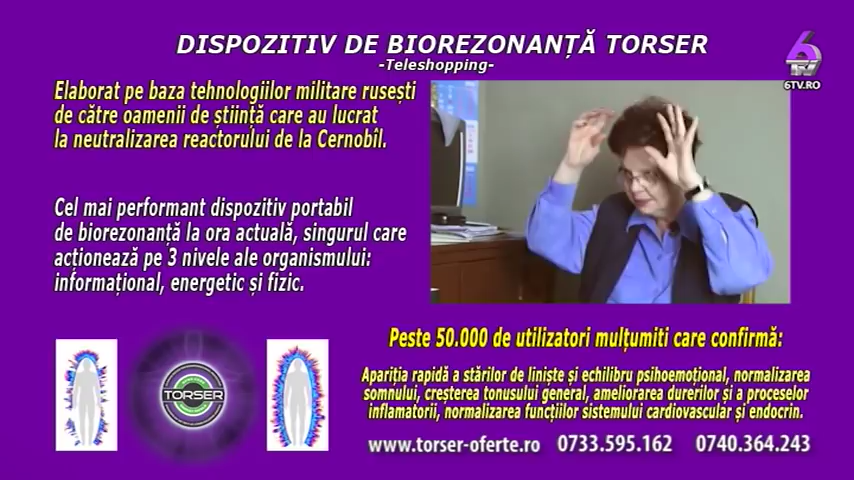 DISPOZITIV DE BIOREZONANȚĂ TORSER
-Teleshopping-
6TV
6TV.RO
Elaborat pe baza tehnologiilor militare rusești
de către oamenii de știință care au lucrat
la neutralizarea reactorului de la Cernobîl.
Cel mai performant dispozitiv portabil
de biorezonanță la ora actuală, singurul care
acționează pe 3 nivele ale organismului:
informațional, energetic și fizic.
TORSER
Peste 50.000 de utilizatori mulțumiti care confirmă:
Apariția rapidă a stărilor de liniște și echilibru psihoemoțional, normalizarea
somnului, creșterea tonusului general, ameliorarea durerilor și a proceselor
inflamatorii, normalizarea funcțiilor sistemului cardiovascular și endocrin.
www.torser-oferte.ro 0733.595.162 0740.364.243